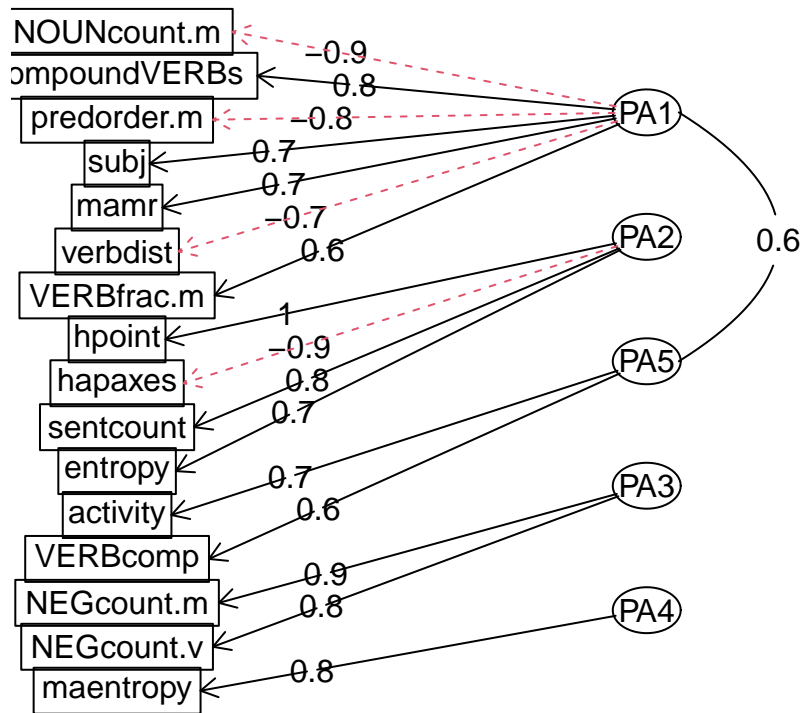 NOUNcount.m
ompoundVERBs
predorder.m
subj
mamr
verbdist
VERBfrac.m
hpoint
hapaxes
sentcount
entropy
activity
VERBcomp
NEGcount.m
NEGcount.v
maentropy
−0.9
0.8
−0.8
0.7
0.7
−0.7
0.6
1
−0.9
0.8
0.7
0.7
0.6
0.9
0.8
0.8
PA1
PA2
PA5
PA3
PA4
0.6